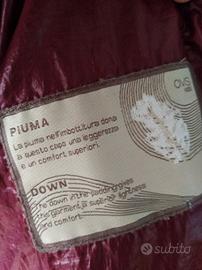 PIUMA
La piuma nell'imbottitura dona
a questo capo una leggerezza
e un comfort superiori.
OVS
DOWN
The down in the padding gives
this garment a superior lightness
and comfort.
subito